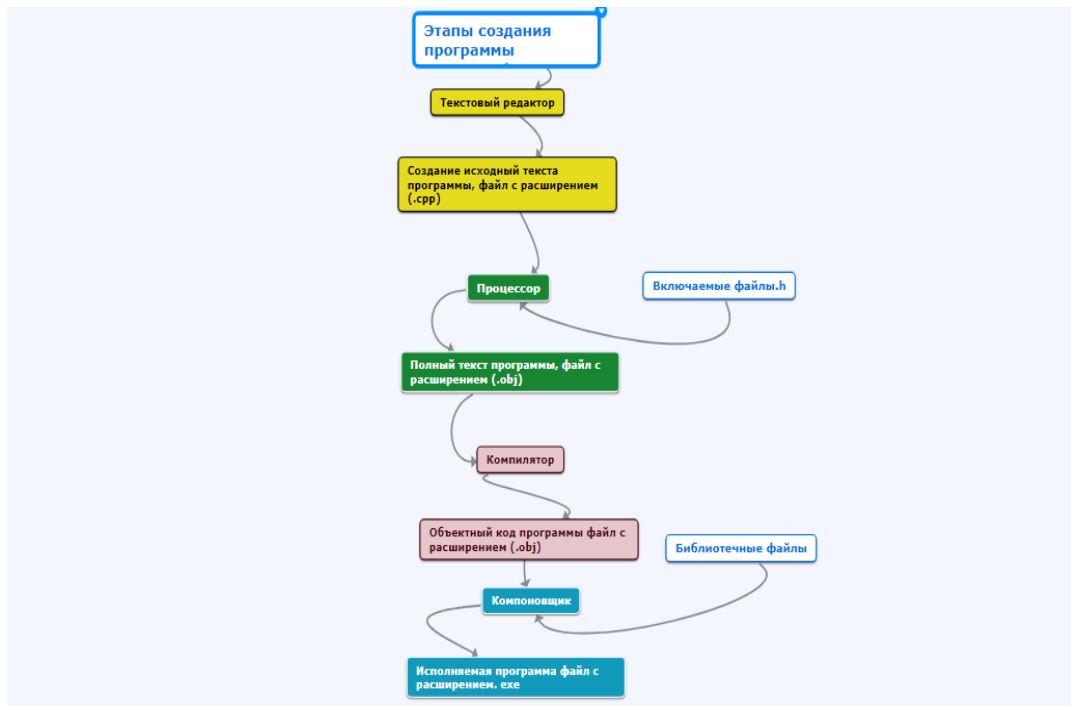 Этапы создания
программы
Текстовый редактор
Создание исходный текста
программы, файл с расширением
(.cpp)
Процессор
Включаемые файлы.h
Полный текст программы, файл с
расширением (.obj)
Компилятор
Объектный код программы файл с
расширением (.obj)
Библиотечные файлы
Компоновщик
Исполняемая программа файл с
расширением. exe